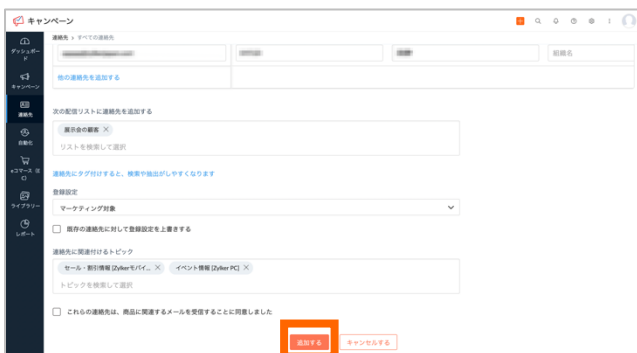 キャンペーン
連絡先 › すべての連絡先
ダッシュボード
キャンペーン
連絡先
自動化
eコマース (EC)
ライブラリー
レポート
組織名
他の連絡先を追加する
次の配信リストに連絡先を追加する
展示会の顧客 ×
リストを検索して選択
連絡先にタグ付けすると、検索や抽出がしやすくなります
登録設定
マーケティング対象
既存の連絡先に対して登録設定を上書きする
連絡先に関連付けるトピック
セール・割引情報 [Zylkerモバイ... × イベント情報 [Zylker PC] ×
トピックを検索して選択
これらの連絡先は、商品に関連するメールを受信することに同意しました
追加する キャンセルする